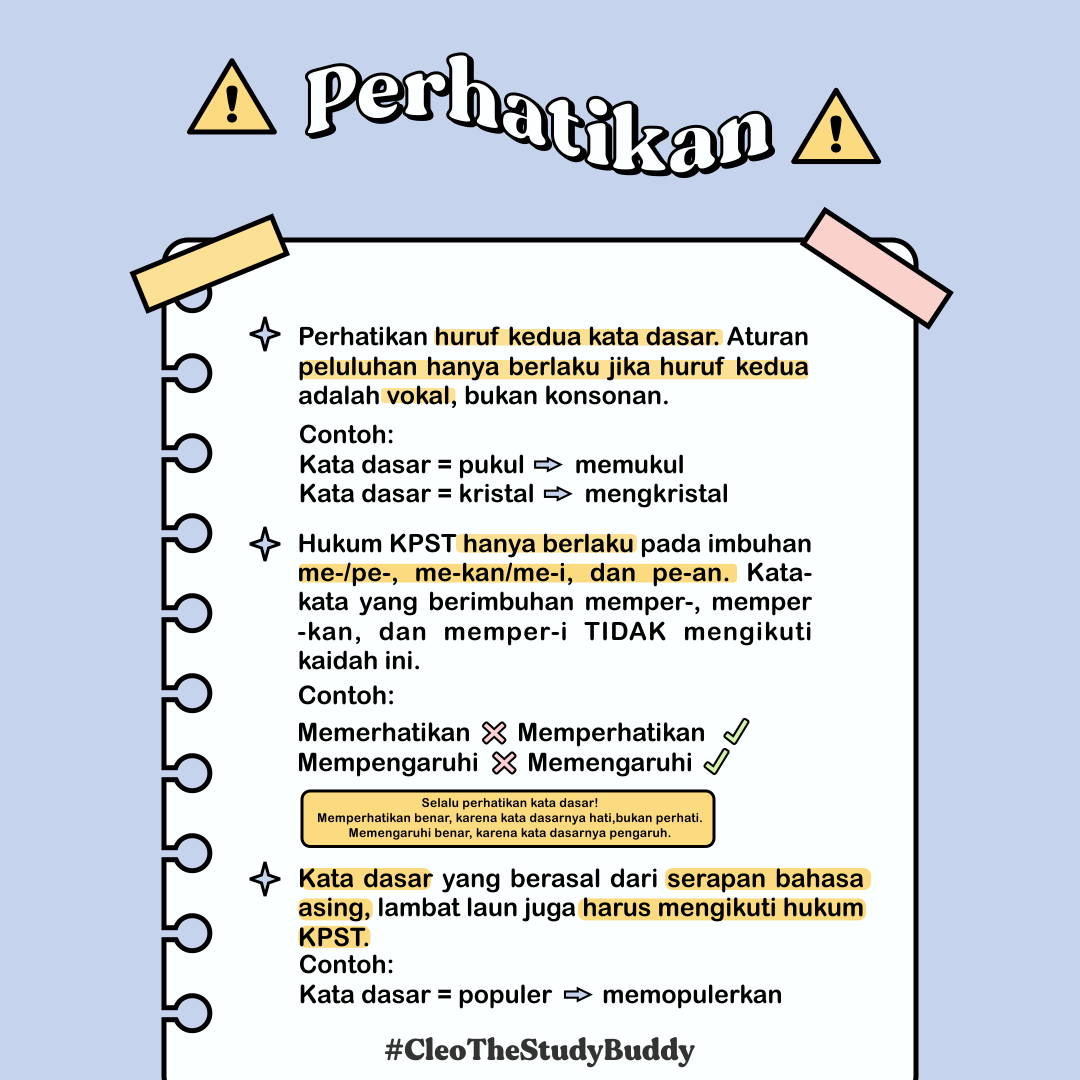 Perhatikan
Perhatikan huruf kedua kata dasar. Aturan
peluluhan hanya berlaku jika huruf kedua
adalah vokal, bukan konsonan.
Contoh:
Kata dasar = pukul ⇨ memukul
Kata dasar = kristal ⇨ mengkristal
Hukum KPST hanya berlaku pada imbuhan
me-/pe-, me-kan/me-i, dan pe-an. Kata-
kata yang berimbuhan memper-, memper
-kan, dan memper-i TIDAK mengikuti
kaidah ini.
Contoh:
Memerhatikan ❌ Memperhatikan ✓
Mempengaruhi ❌ Memengaruhi ✓
Selalu perhatikan kata dasar!
Memperhatikan benar, karena kata dasarnya hati,bukan perhati.
Memengaruhi benar, karena kata dasarnya pengaruh.
Kata dasar yang berasal dari serapan bahasa
asing, lambat laun juga harus mengikuti hukum
KPST.
Contoh:
Kata dasar = populer ⇨ memopulerkan
#CleoTheStudyBuddy